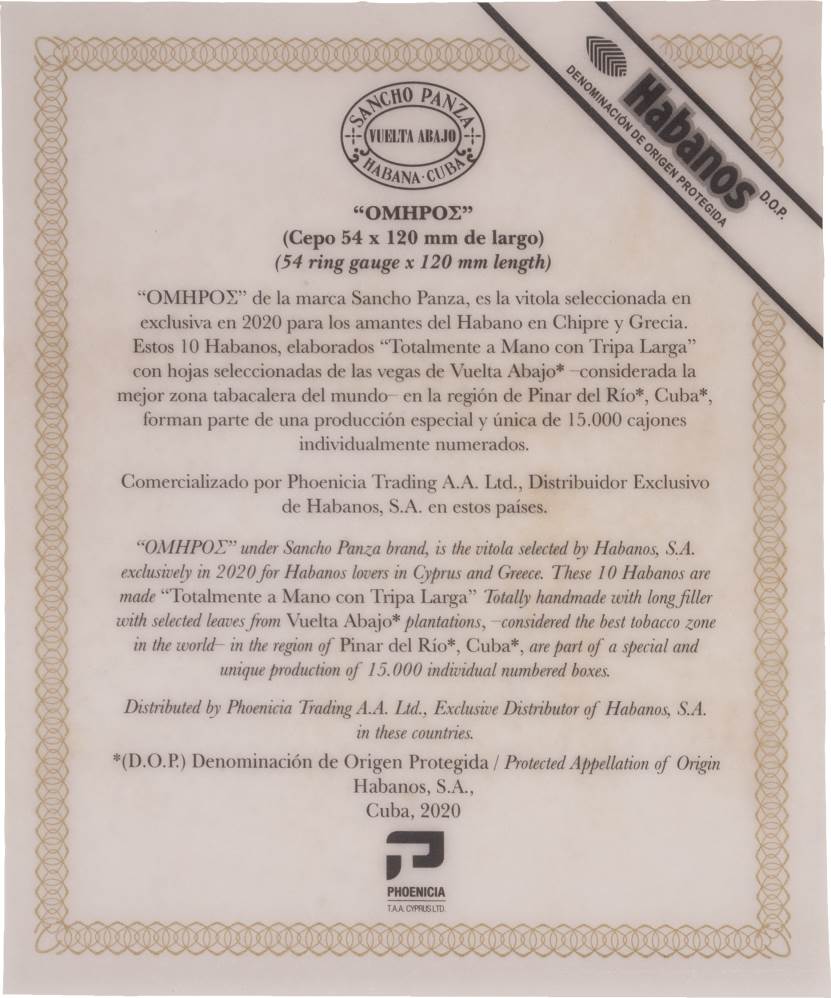 Habanos
DENOMINACIÓN DE ORIGEN PROTEGIDA
D.O.P.
SANCHO PANZA
VUELTA ABAJO
HABANA·CUBA
“ΟΜΗΡΟΣ”
(Cepo 54 x 120 mm de largo)
(54 ring gauge x 120 mm length)
“ΟΜΗΡΟΣ” de la marca Sancho Panza, es la vitola seleccionada en
exclusiva en 2020 para los amantes del Habano en Chipre y Grecia.
Estos 10 Habanos, elaborados “Totalmente a Mano con Tripa Larga”
con hojas seleccionadas de las vegas de Vuelta Abajo* –considerada la
mejor zona tabacalera del mundo– en la región de Pinar del Río*, Cuba*,
forman parte de una producción especial y única de 15.000 cajones
individualmente numerados.
Comercializado por Phoenicia Trading A.A. Ltd., Distribuidor Exclusivo
de Habanos, S.A. en estos países.
“ΟΜΗΡΟΣ” under Sancho Panza brand, is the vitola selected by Habanos, S.A.
exclusively in 2020 for Habanos lovers in Cyprus and Greece. These 10 Habanos are
made “Totalmente a Mano con Tripa Larga” Totally handmade with long filler
with selected leaves from Vuelta Abajo* plantations, –considered the best tobacco zone
in the world– in the region of Pinar del Río*, Cuba*, are part of a special and
unique production of 15.000 individual numbered boxes.
Distributed by Phoenicia Trading A.A. Ltd., Exclusive Distributor of Habanos, S.A.
in these countries.
*(D.O.P.) Denominación de Origen Protegida / Protected Appellation of Origin
Habanos, S.A.,
Cuba, 2020
PHOENICIA
T.A.A. CYPRUS LTD.